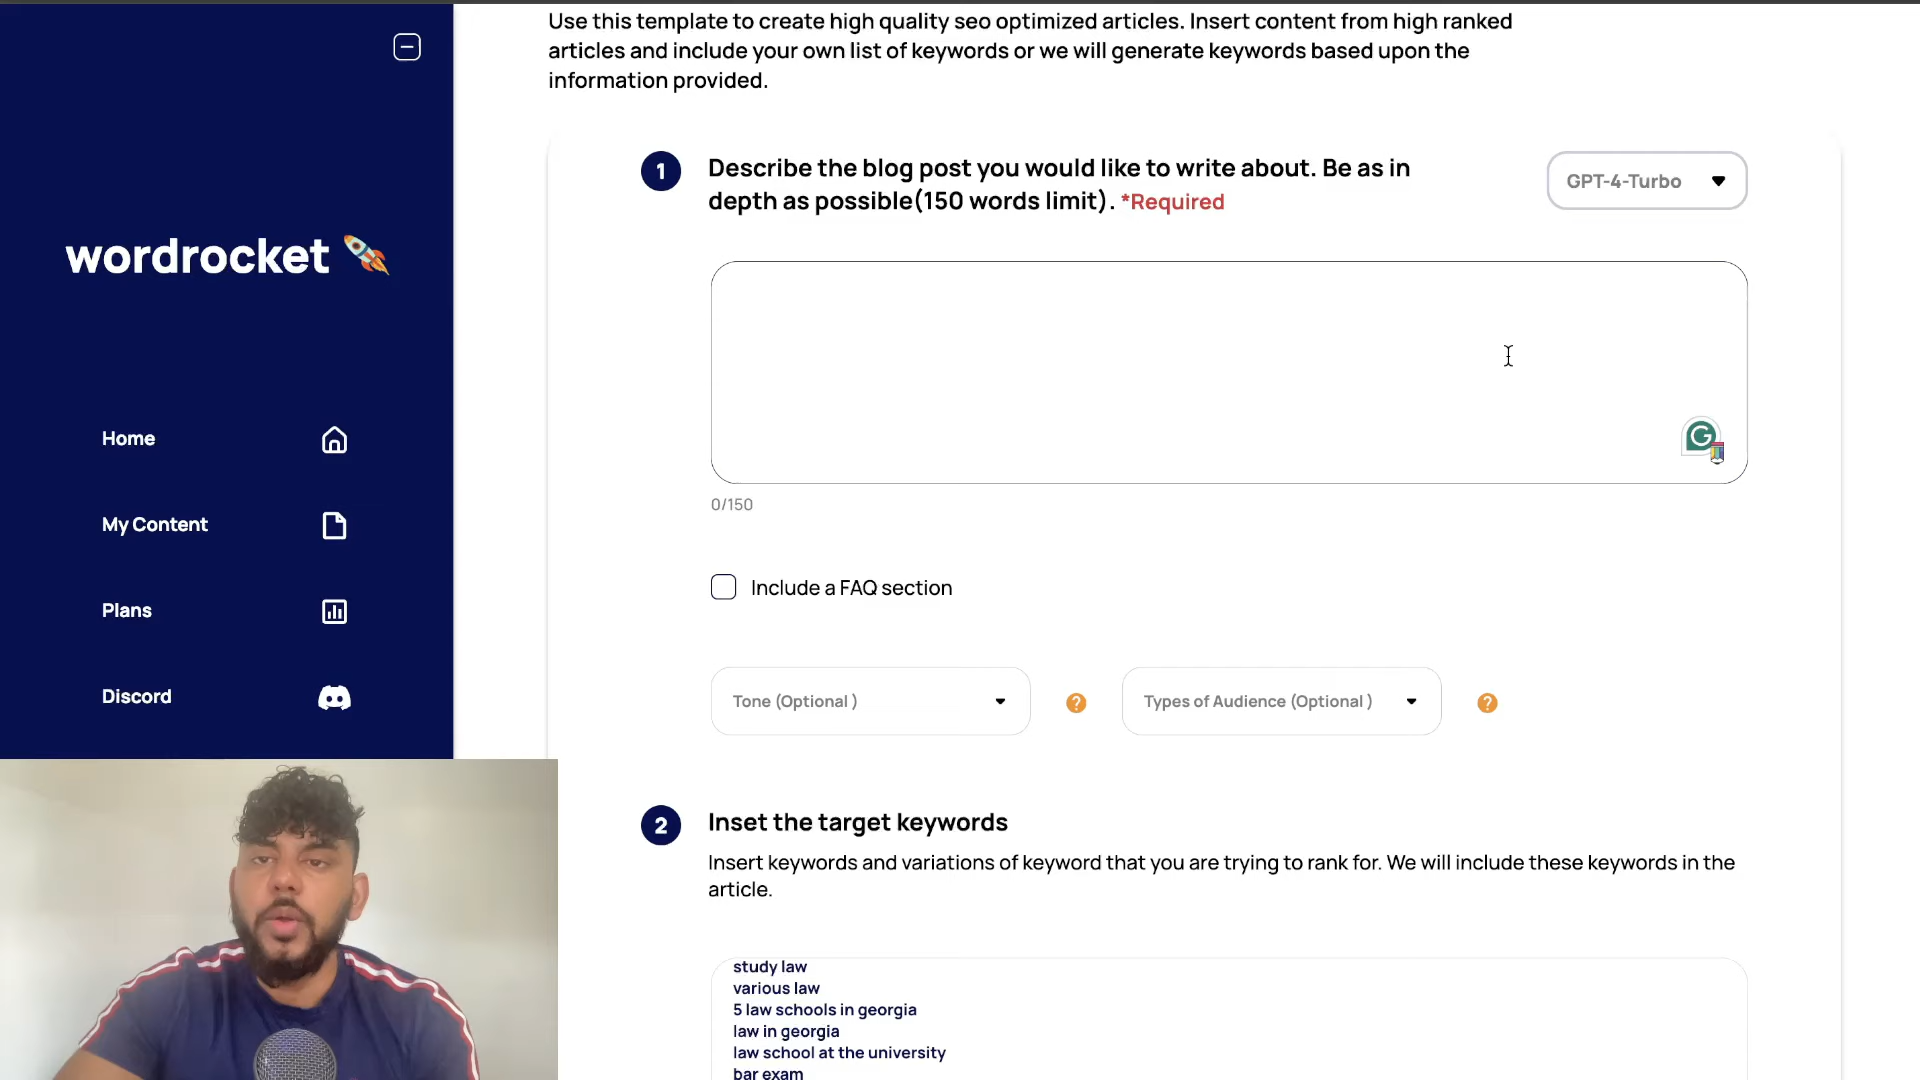 Use this template to create high quality seo optimized articles. Insert content from high ranked
articles and include your own list of keywords or we will generate keywords based upon the
information provided.
wordrocket
Home
My Content
Plans
Discord
1
Describe the blog post you would like to write about. Be as in
depth as possible(150 words limit). *Required
GPT-4-Turbo
G
0/150
Include a FAQ section
Tone (Optional )
?
Types of Audience (Optional )
?
2
Inset the target keywords
Insert keywords and variations of keyword that you are trying to rank for. We will include these keywords in the
article.
study law
various law
5 law schools in georgia
law in georgia
law school at the university
bar exam